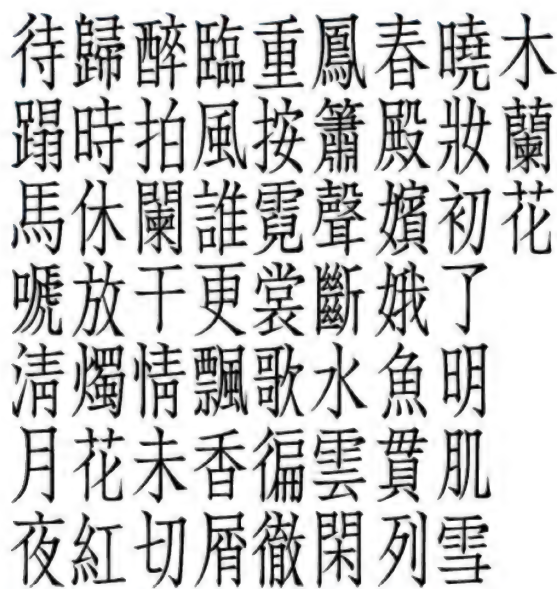 木蘭花
曉妝初了明肌雪
春殿嬪娥魚貫列
鳳簫聲斷水雲閑
重按霓裳歌徧徹
臨風誰更飄香屑
醉拍闌干情未切
歸時休放燭花紅
待蹋馬嗁清月夜